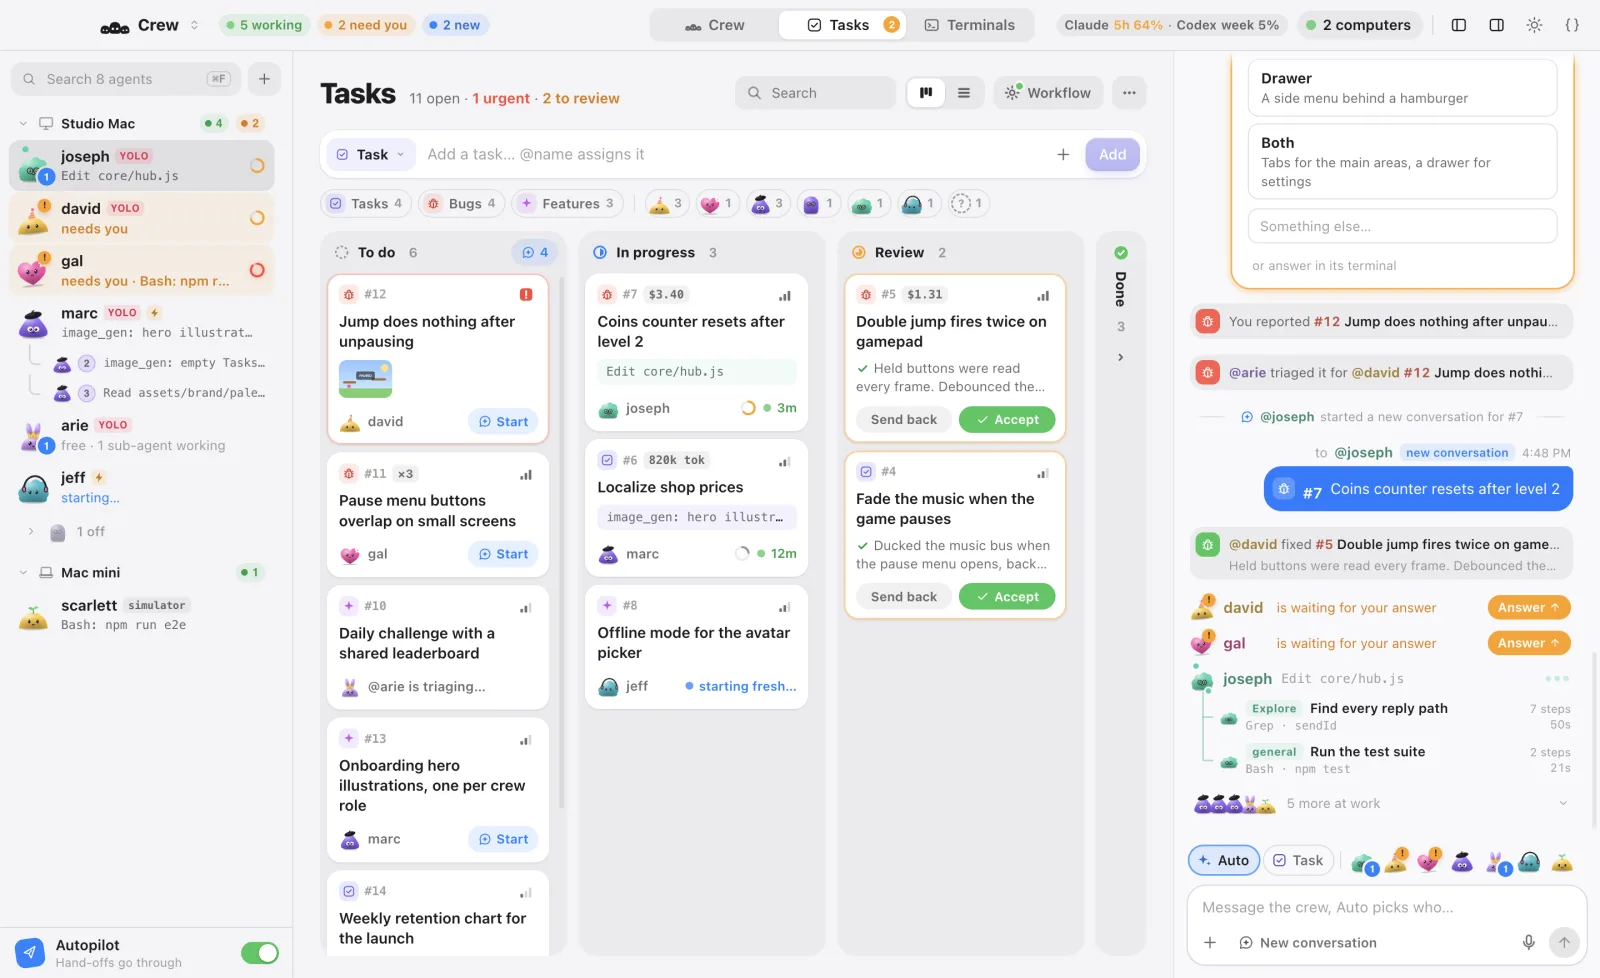 Crew
5 working
2 need you
2 new
Crew
Tasks 2
Terminals
Claude 5h 64% · Codex week 5%
2 computers
{ }
Search 8 agents
⌘F
Studio Mac
4
2
joseph YOLO
1
Edit core/hub.js
david YOLO
needs you
gal
needs you · Bash: npm r...
marc YOLO
image_gen: hero illustrat...
2 image_gen: empty Tasks...
3 Read assets/brand/pale...
arie YOLO
1
free · 1 sub-agent working
jeff
starting...
1 off
Mac mini
1
scarlett simulator
Bash: npm run e2e
Autopilot
Hand-offs go through
Tasks
11 open · 1 urgent · 2 to review
Search
Workflow
Task
Add a task... @name assigns it
Add
Tasks 4
Bugs 4
Features 3
3
1
3
1
1
1
? 1
To do 6
4
#12
Jump does nothing after
unpausing
david
Start
#11 ×3
Pause menu buttons
overlap on small screens
gal
Start
#10
Daily challenge with a
shared leaderboard
@arie is triaging...
#13
Onboarding hero
illustrations, one per crew
role
marc
Start
#14
Weekly retention chart for
the launch
In progress 3
#7 $3.40
Coins counter resets after
level 2
Edit core/hub.js
joseph
3m
#6 820k tok
Localize shop prices
image_gen: hero illustr...
marc
12m
#8
Offline mode for the avatar
picker
jeff
starting fresh...
Review 2
#5 $1.31
Double jump fires twice on
gamepad
Held buttons were read
every frame. Debounced the...
Send back
Accept
#4
Fade the music when the
game pauses
Ducked the music bus when
the pause menu opens, back...
Send back
Accept
Done
3
Drawer
A side menu behind a hamburger
Both
Tabs for the main areas, a drawer for
settings
Something else...
or answer in its terminal
You reported #12 Jump does nothing after unpau...
@arie triaged it for @david #12 Jump does nothi...
@joseph started a new conversation for #7
to @joseph new conversation 4:48 PM
#7 Coins counter resets after level 2
@david fixed #5 Double jump fires twice on game...
Held buttons were read every frame. Debounced the...
david is waiting for your answer
Answer ↑
gal is waiting for your answer
Answer ↑
joseph Edit core/hub.js
Explore Find every reply path
7 steps
Grep · sendId
50s
general Run the test suite
2 steps
Bash · npm test
21s
5 more at work
Auto
Task
1
1
Message the crew, Auto picks who...
New conversation